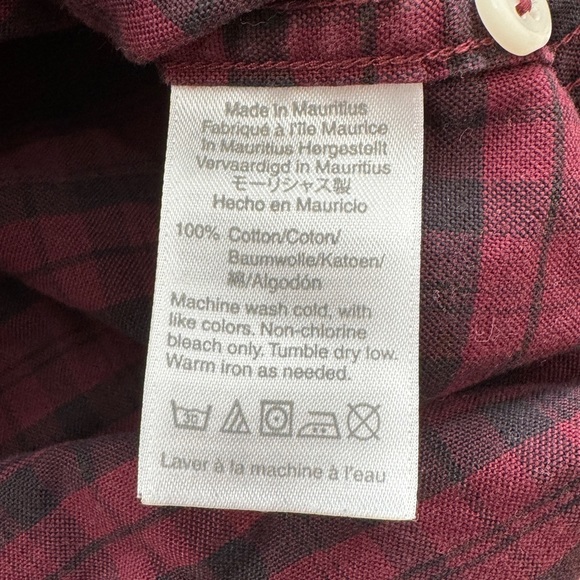 Made in Mauritius
Fabriqué à l'île Maurice
In Mauritius Hergestellt
Vervaardigd in Mauritius
モーリシャス製
Hecho en Mauricio
100% Cotton/Coton/
Baumwolle/Katoen/
綿/Algodón
Machine wash cold, with
like colors. Non-chlorine
bleach only. Tumble dry low.
Warm iron as needed.
30
Laver à la machine à l'eau